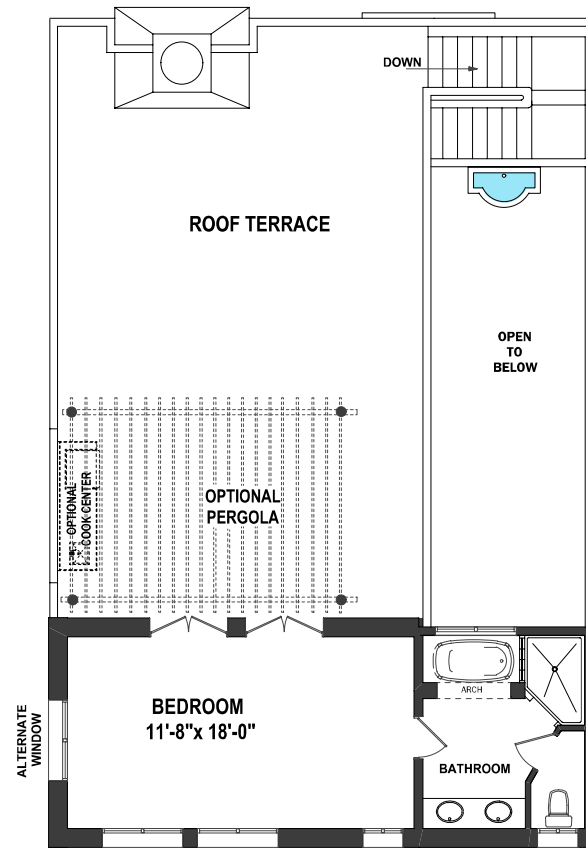 DOWN
ROOF TERRACE
OPEN
TO
BELOW
OPTIONAL
PERGOLA
OPTIONAL
COOK CENTER
BEDROOM
11'-8"x 18'-0"
ALTERNATE
WINDOW
ARCH
BATHROOM